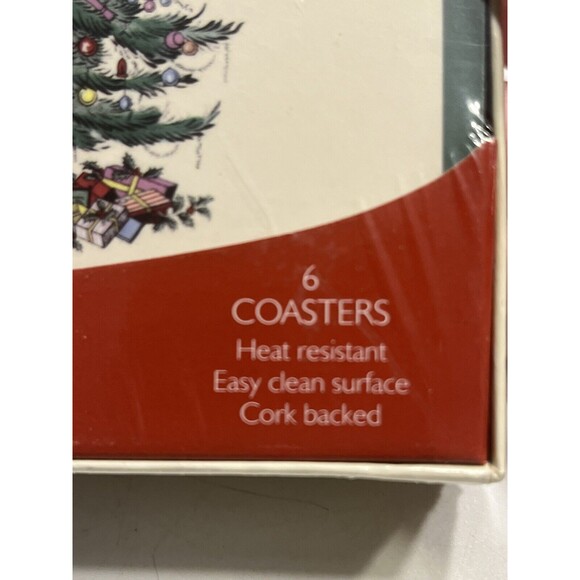 6
COASTERS
Heat resistant
Easy clean surface
Cork backed